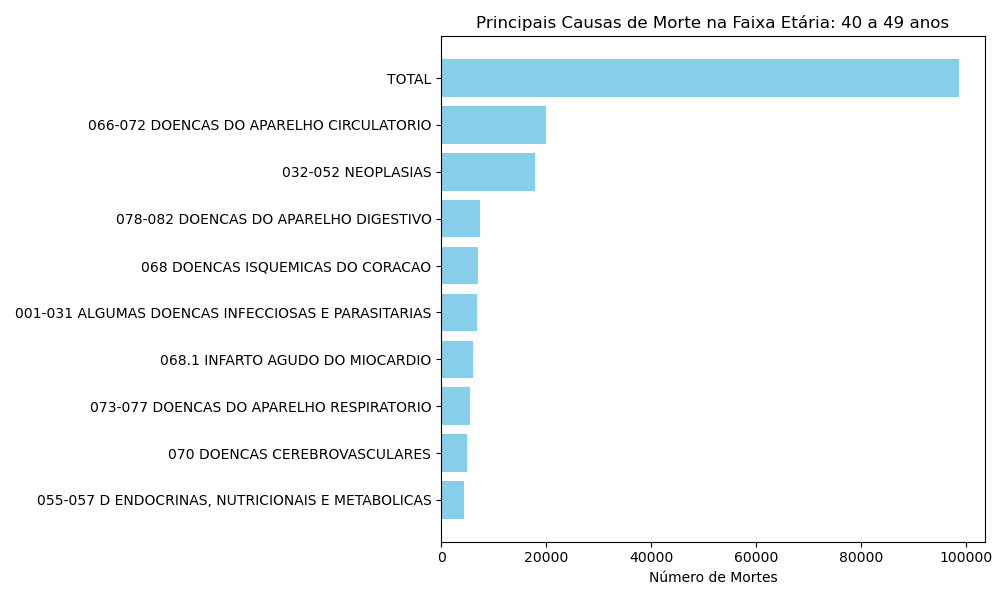 Principais Causas de Morte na Faixa Etária: 40 a 49 anos
TOTAL
066-072 DOENCAS DO APARELHO CIRCULATORIO
032-052 NEOPLASIAS
078-082 DOENCAS DO APARELHO DIGESTIVO
068 DOENCAS ISQUEMICAS DO CORACAO
001-031 ALGUMAS DOENCAS INFECCIOSAS E PARASITARIAS
068.1 INFARTO AGUDO DO MIOCARDIO
073-077 DOENCAS DO APARELHO RESPIRATORIO
070 DOENCAS CEREBROVASCULARES
055-057 D ENDOCRINAS, NUTRICIONAIS E METABOLICAS
0 20000 40000 60000 80000 100000
Número de Mortes